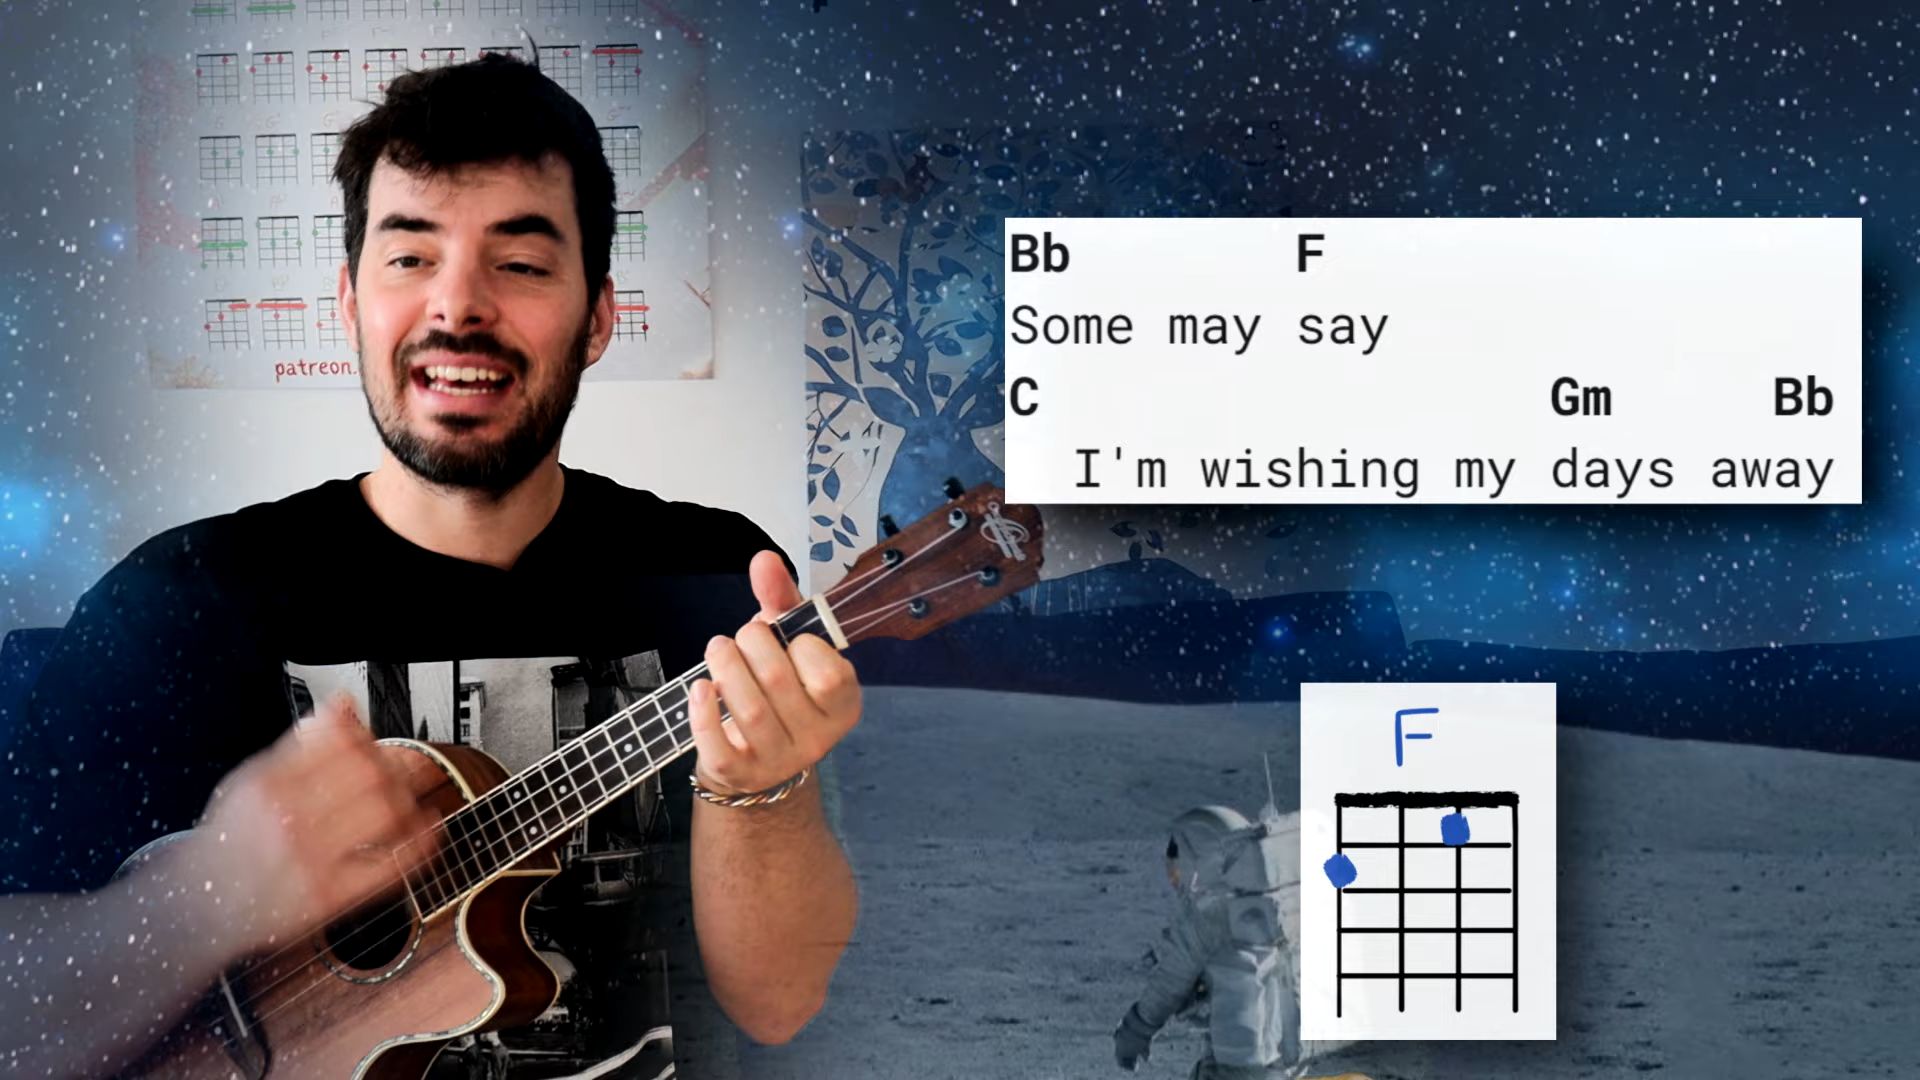 patreon.
Bb F
Some may say
C Gm Bb
I'm wishing my days away
F